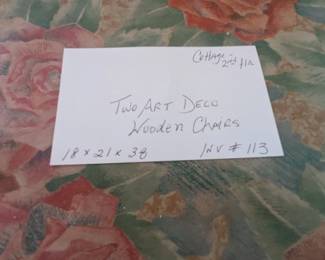 Cottage -
2nd flr
Two Art Deco
Wooden Chairs
18 x 21 x 38
Inv # 113